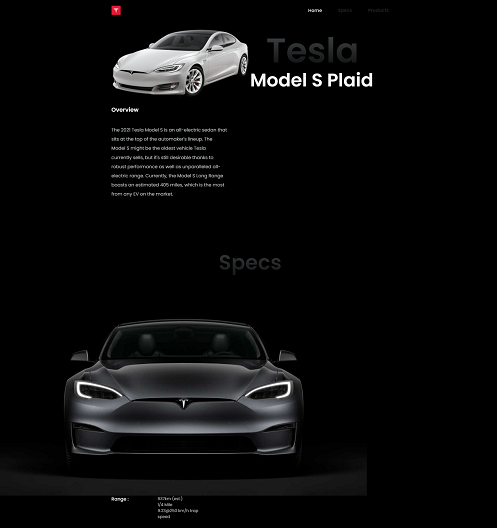 Home Specs Products
Tesla
Model S Plaid
Overview
The 2021 Tesla Model S is an all-electric sedan that
sits at the top of the automaker's lineup. The
Model S might be the oldest vehicle Tesla
currently sells, but it's still desirable thanks to
robust performance as well as unparalleled all-
electric range. Currently, the Model S Long Range
boasts an estimated 405 miles, which is the most
from any EV on the market.
Specs
Range : 637km (est.)
1/4 Mile
9.23@250 km/h trap
speed